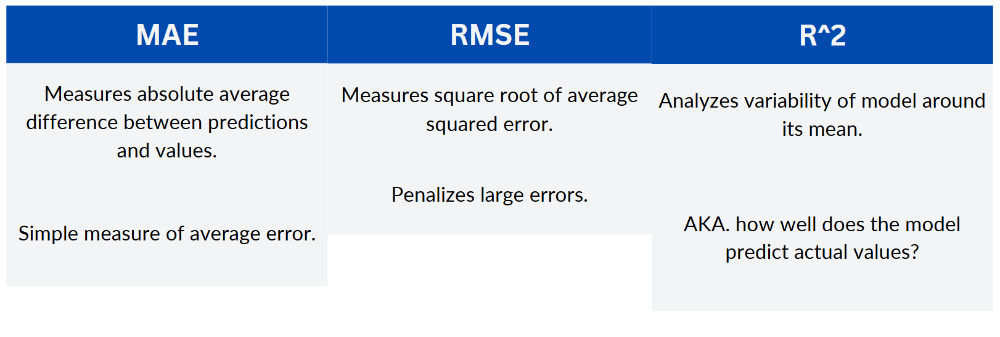 MAE
Measures absolute average
difference between predictions
and values.
Simple measure of average error.
RMSE
Measures square root of average
squared error.
Penalizes large errors.
R^2
Analyzes variability of model around
its mean.
AKA. how well does the model
predict actual values?